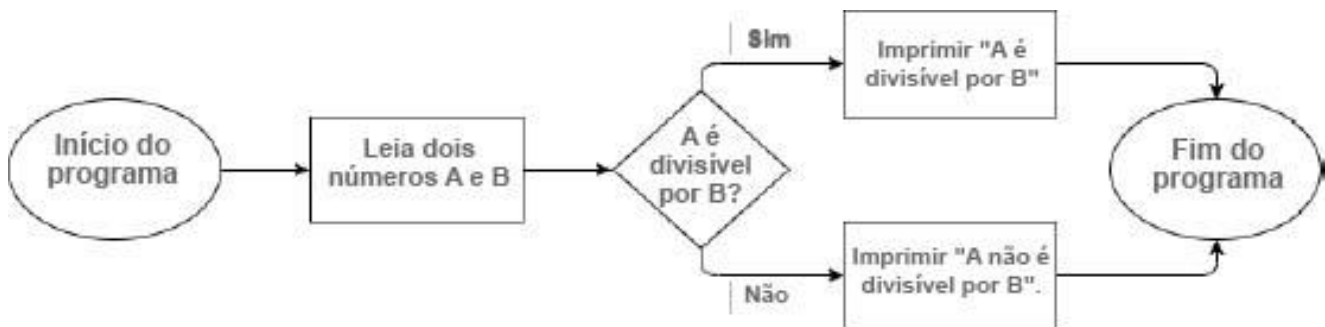 Início do
programa
Leia dois
números A e B
A é
divisível
por B?
Sim
Imprimir "A é
divisível por B"
Não
Imprimir "A não é
divisível por B".
Fim do
programa